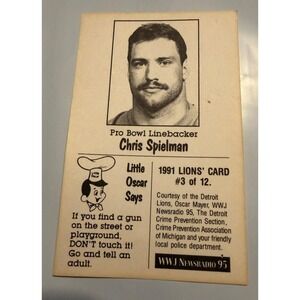 Pro Bowl Linebacker
Chris Spielman
Little
Oscar
Says
If you find a gun
on the street or
playground,
DON'T touch it!
Go and tell an
adult.
1991 LIONS' CARD
#3 of 12.
Courtesy of the Detroit
Lions, Oscar Mayer, WWJ
Newsradio 95, The Detroit
Crime Prevention Section,
Crime Prevention Association
of Michigan and your friendly
local police department.
WWJ NEWSRADIO 95